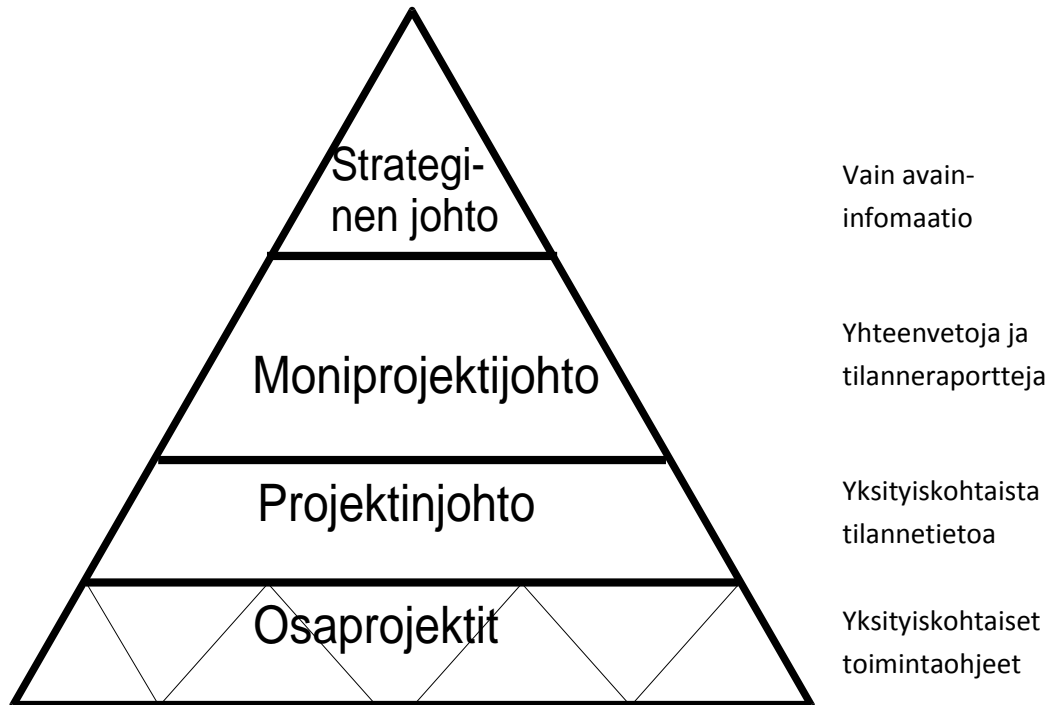 Strategi-
nen johto
Vain avain-
infomaatio
Moniprojektijohto
Yhteenvetoja ja
tilanneraportteja
Projektinjohto
Yksityiskohtaista
tilannetietoa
Osaprojektit
Yksityiskohtaiset
toimintaohjeet